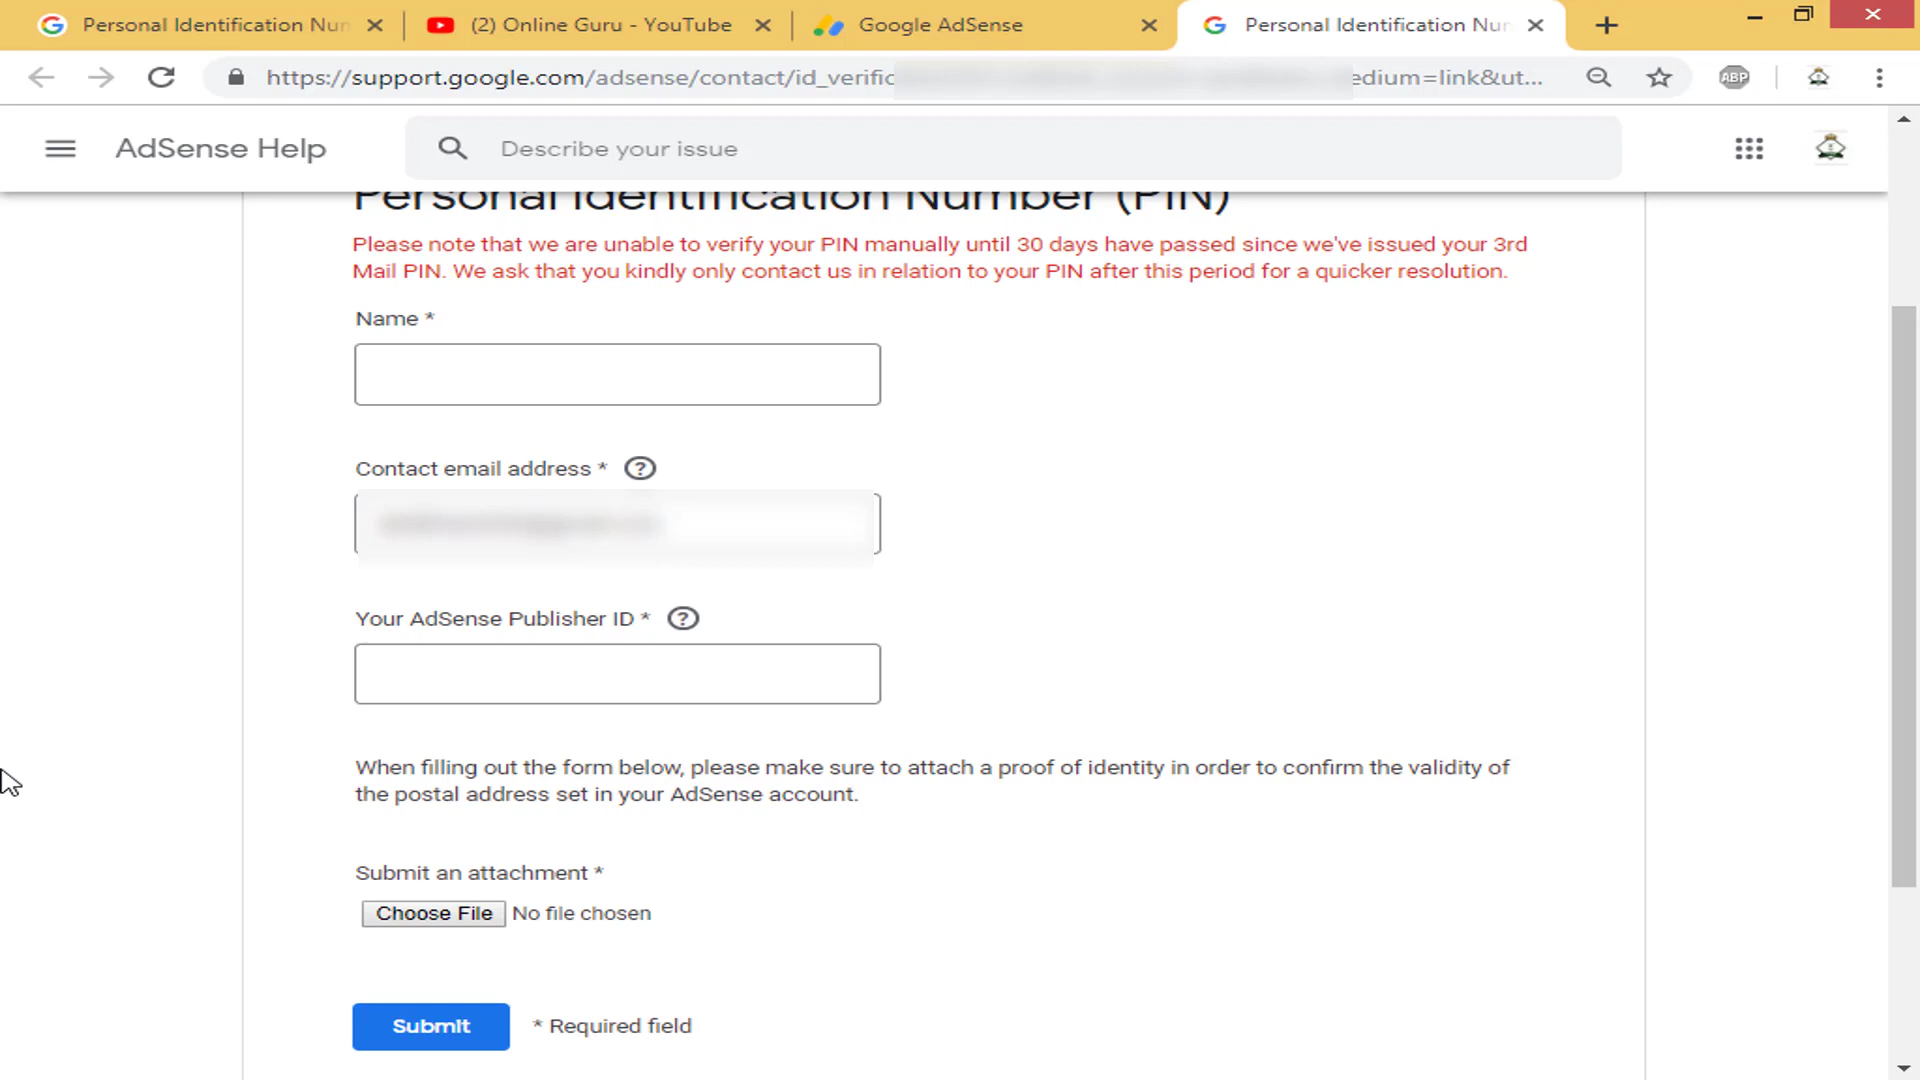 Personal Identification Nun
(2) Online Guru - YouTube
Google AdSense
Personal Identification Nur
https://support.google.com/adsense/contact/id_verific edium=link&ut...
ABP
AdSense Help
Describe your issue
Personal Identification Number (PIN)
Please note that we are unable to verify your PIN manually until 30 days have passed since we've issued your 3rd
Mail PIN. We ask that you kindly only contact us in relation to your PIN after this period for a quicker resolution.
Name *
Contact email address * ?
Your AdSense Publisher ID * ?
When filling out the form below, please make sure to attach a proof of identity in order to confirm the validity of
the postal address set in your AdSense account.
Submit an attachment *
Choose File No file chosen
Submit * Required field